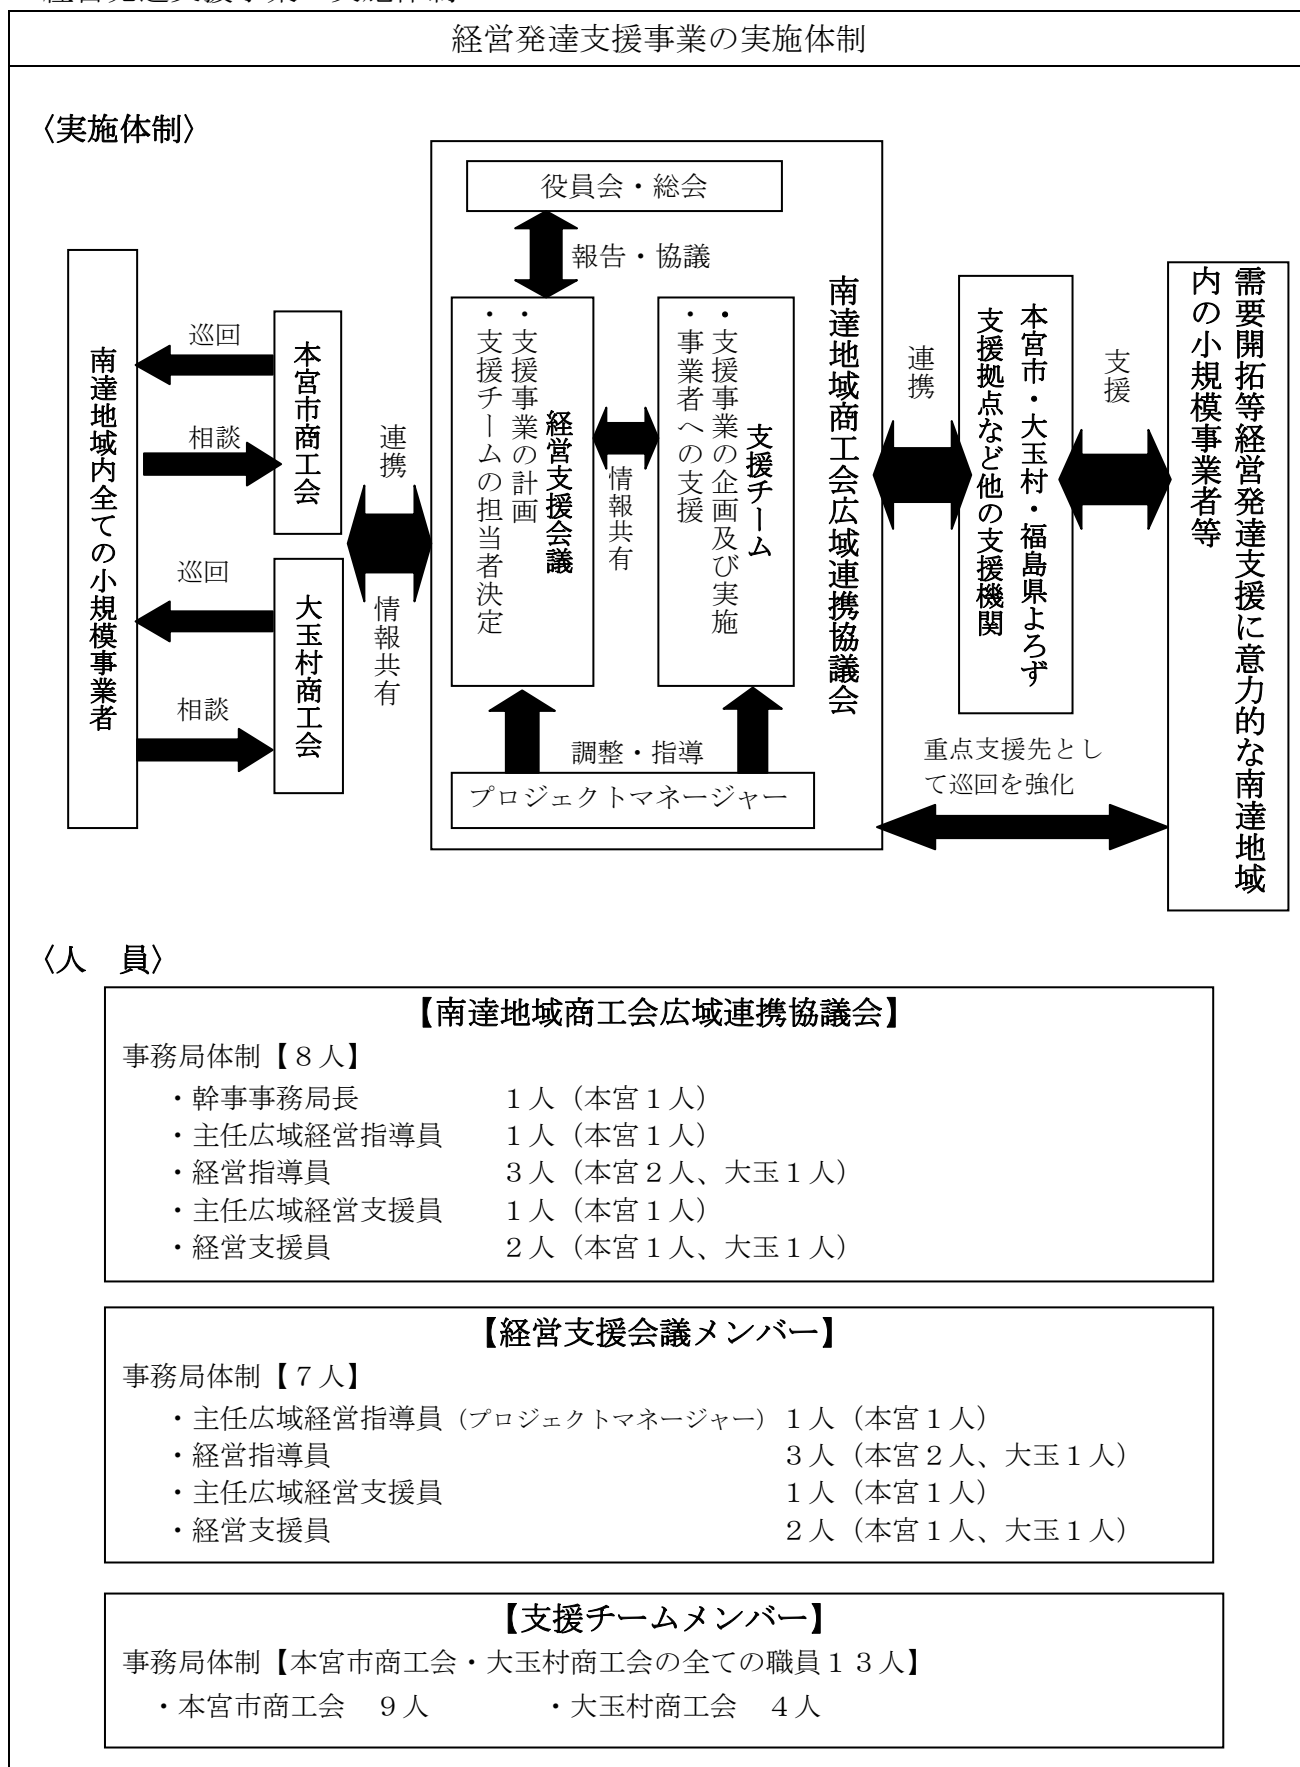 経営発達支援事業の実施体制
〈実施体制〉
役員会・総会
報告・協議
南達地域内全ての小規模事業者
巡回
相談
巡回
相談
本宮市商工会
大玉村商工会
連携
情報共有
経営支援会議
・支援事業の計画
・支援チームの担当者決定
情報共有
支援チーム
・支援事業の企画及び実施
・事業者への支援
南達地域商工会広域連携協議会
調整・指導
プロジェクトマネージャー
連携
本宮市・大玉村・福島県よろず
支援拠点など他の支援機関
支援
需要開拓等経営発達支援に意力的な南達地域
内の小規模事業者等
重点支援先とし
て巡回を強化
〈人　員〉
【南達地域商工会広域連携協議会】
事務局体制【８人】
・幹事事務局長　１人（本宮１人）
・主任広域経営指導員　１人（本宮１人）
・経営指導員　３人（本宮２人、大玉１人）
・主任広域経営支援員　１人（本宮１人）
・経営支援員　２人（本宮１人、大玉１人）
【経営支援会議メンバー】
事務局体制【７人】
・主任広域経営指導員（プロジェクトマネージャー）１人（本宮１人）
・経営指導員　３人（本宮２人、大玉１人）
・主任広域経営支援員　１人（本宮１人）
・経営支援員　２人（本宮１人、大玉１人）
【支援チームメンバー】
事務局体制【本宮市商工会・大玉村商工会の全ての職員１３人】
・本宮市商工会　９人　・大玉村商工会　４人